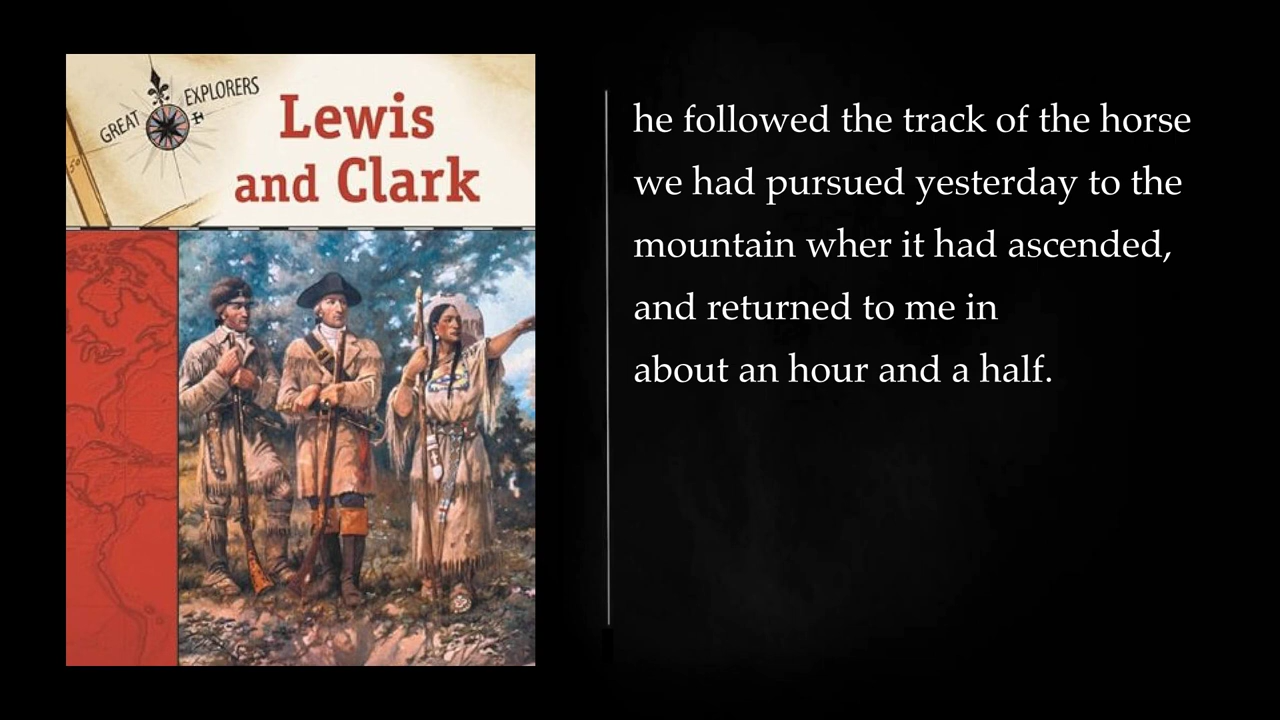 GREAT EXPLORERS
Lewis
and Clark
he followed the track of the horse
we had pursued yesterday to the
mountain wher it had ascended,
and returned to me in
about an hour and a half.